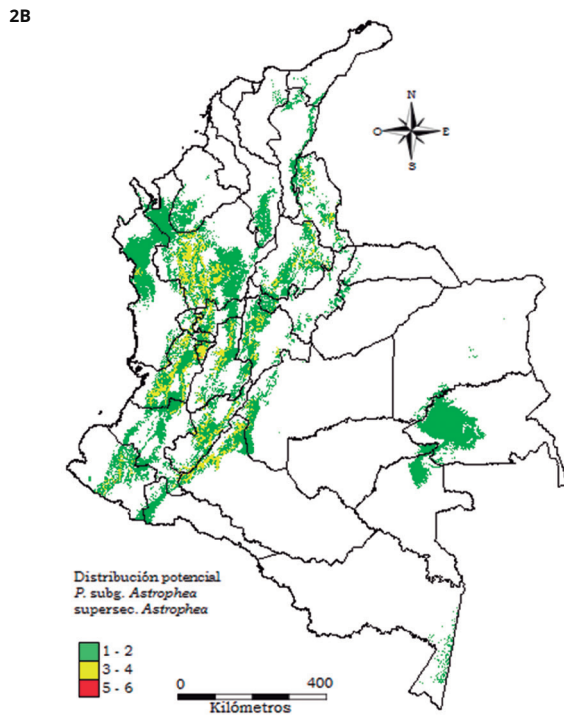 2B
N
O E
S
Distribución potencial
P. subg. Astrophea
supersec. Astrophea
1 - 2
3 - 4
5 - 6
0 400
Kilómetros